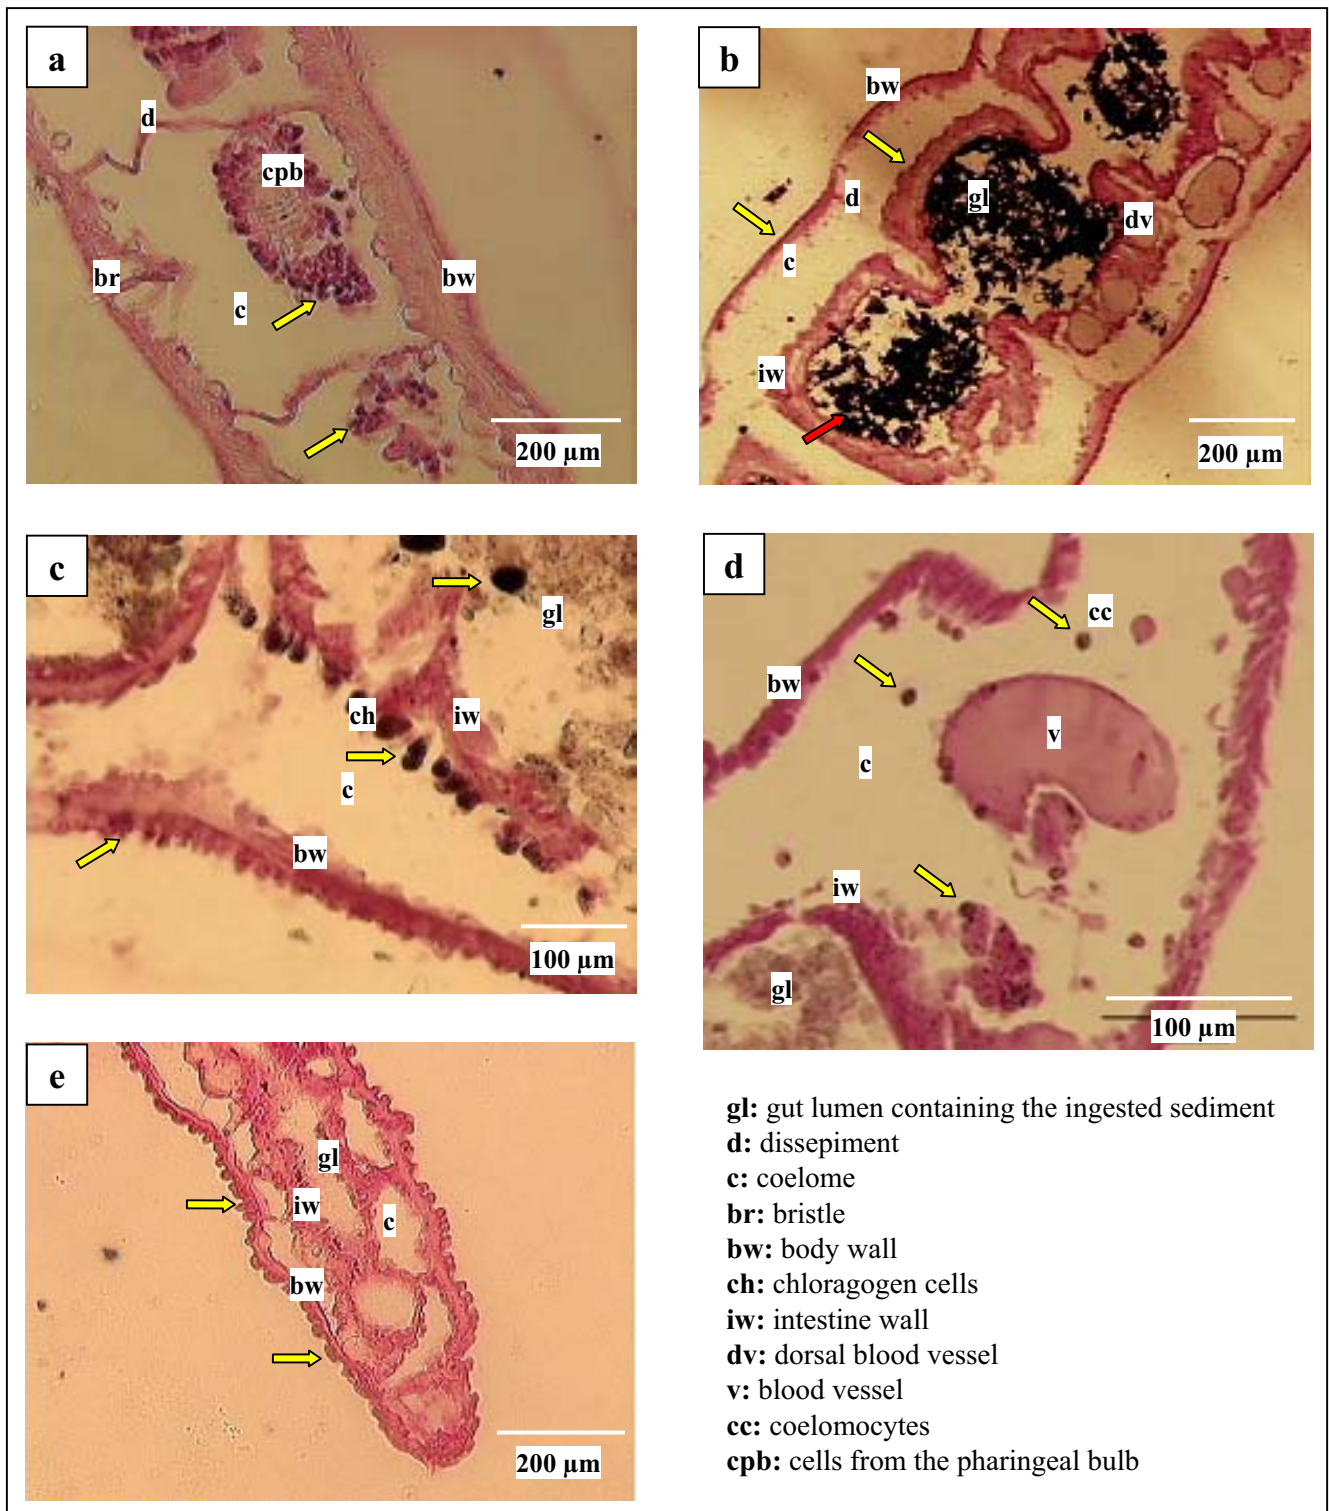 a
d
cpb
br
c
bw
200 µm
b
bw
d
gl
dv
c
iw
200 µm
c
gl
ch
iw
c
bw
100 µm
d
cc
bw
v
c
iw
gl
100 µm
e
gl
iw
c
bw
200 µm
gl: gut lumen containing the ingested sediment
d: dissepiment
c: coelome
br: bristle
bw: body wall
ch: chloragogen cells
iw: intestine wall
dv: dorsal blood vessel
v: blood vessel
cc: coelomocytes
cpb: cells from the pharingeal bulb